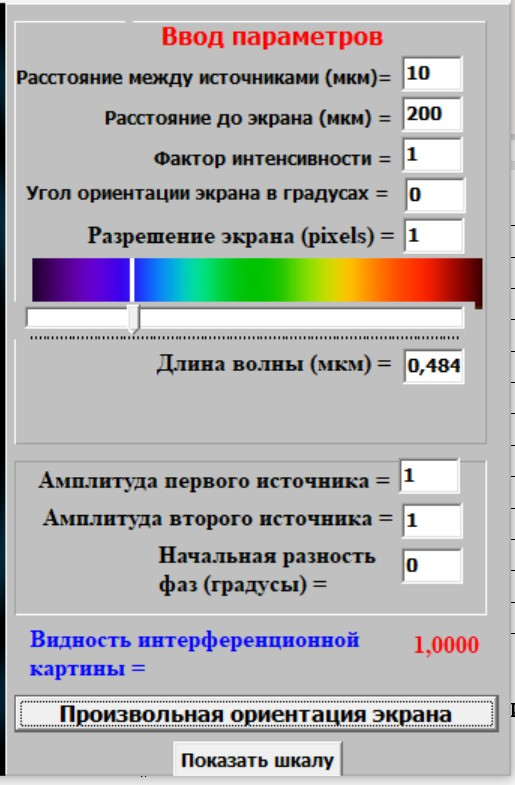 Ввод параметров
Расстояние между источниками (мкм)= 10
Расстояние до экрана (мкм) = 200
Фактор интенсивности = 1
Угол ориентации экрана в градусах = 0
Разрешение экрана (pixels) = 1
Длина волны (мкм) = 0,484
Амплитуда первого источника = 1
Амплитуда второго источника = 1
Начальная разность
фаз (градусы) = 0
Видность интерференционной 1,0000
картины =
Произвольная ориентация экрана
Показать шкалу